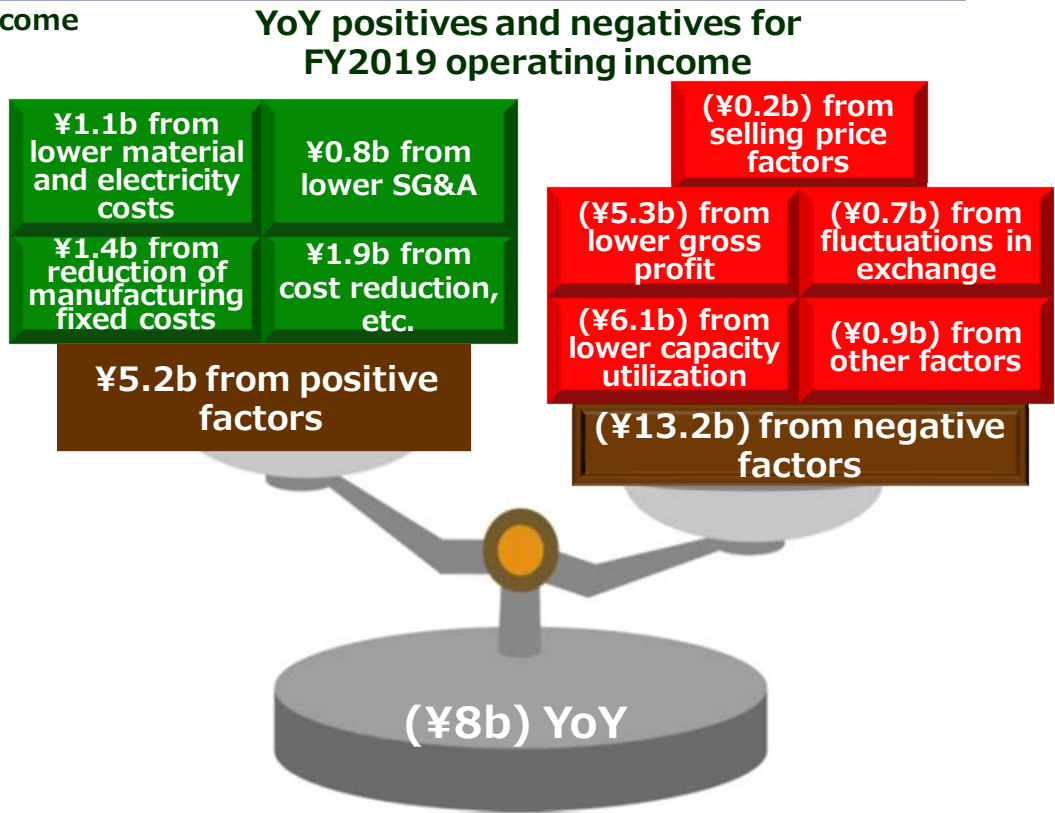 come
YoY positives and negatives for
FY2019 operating income
¥1.1b from
lower material
and electricity
costs
¥0.8b from
lower SG&A
¥1.4b from
reduction of
manufacturing
fixed costs
¥1.9b from
cost reduction,
etc.
¥5.2b from positive
factors
(¥0.2b) from
selling price
factors
(¥5.3b) from
lower gross
profit
(¥0.7b) from
fluctuations in
exchange
(¥6.1b) from
lower capacity
utilization
(¥0.9b) from
other factors
(¥13.2b) from negative
factors
(¥8b) YoY